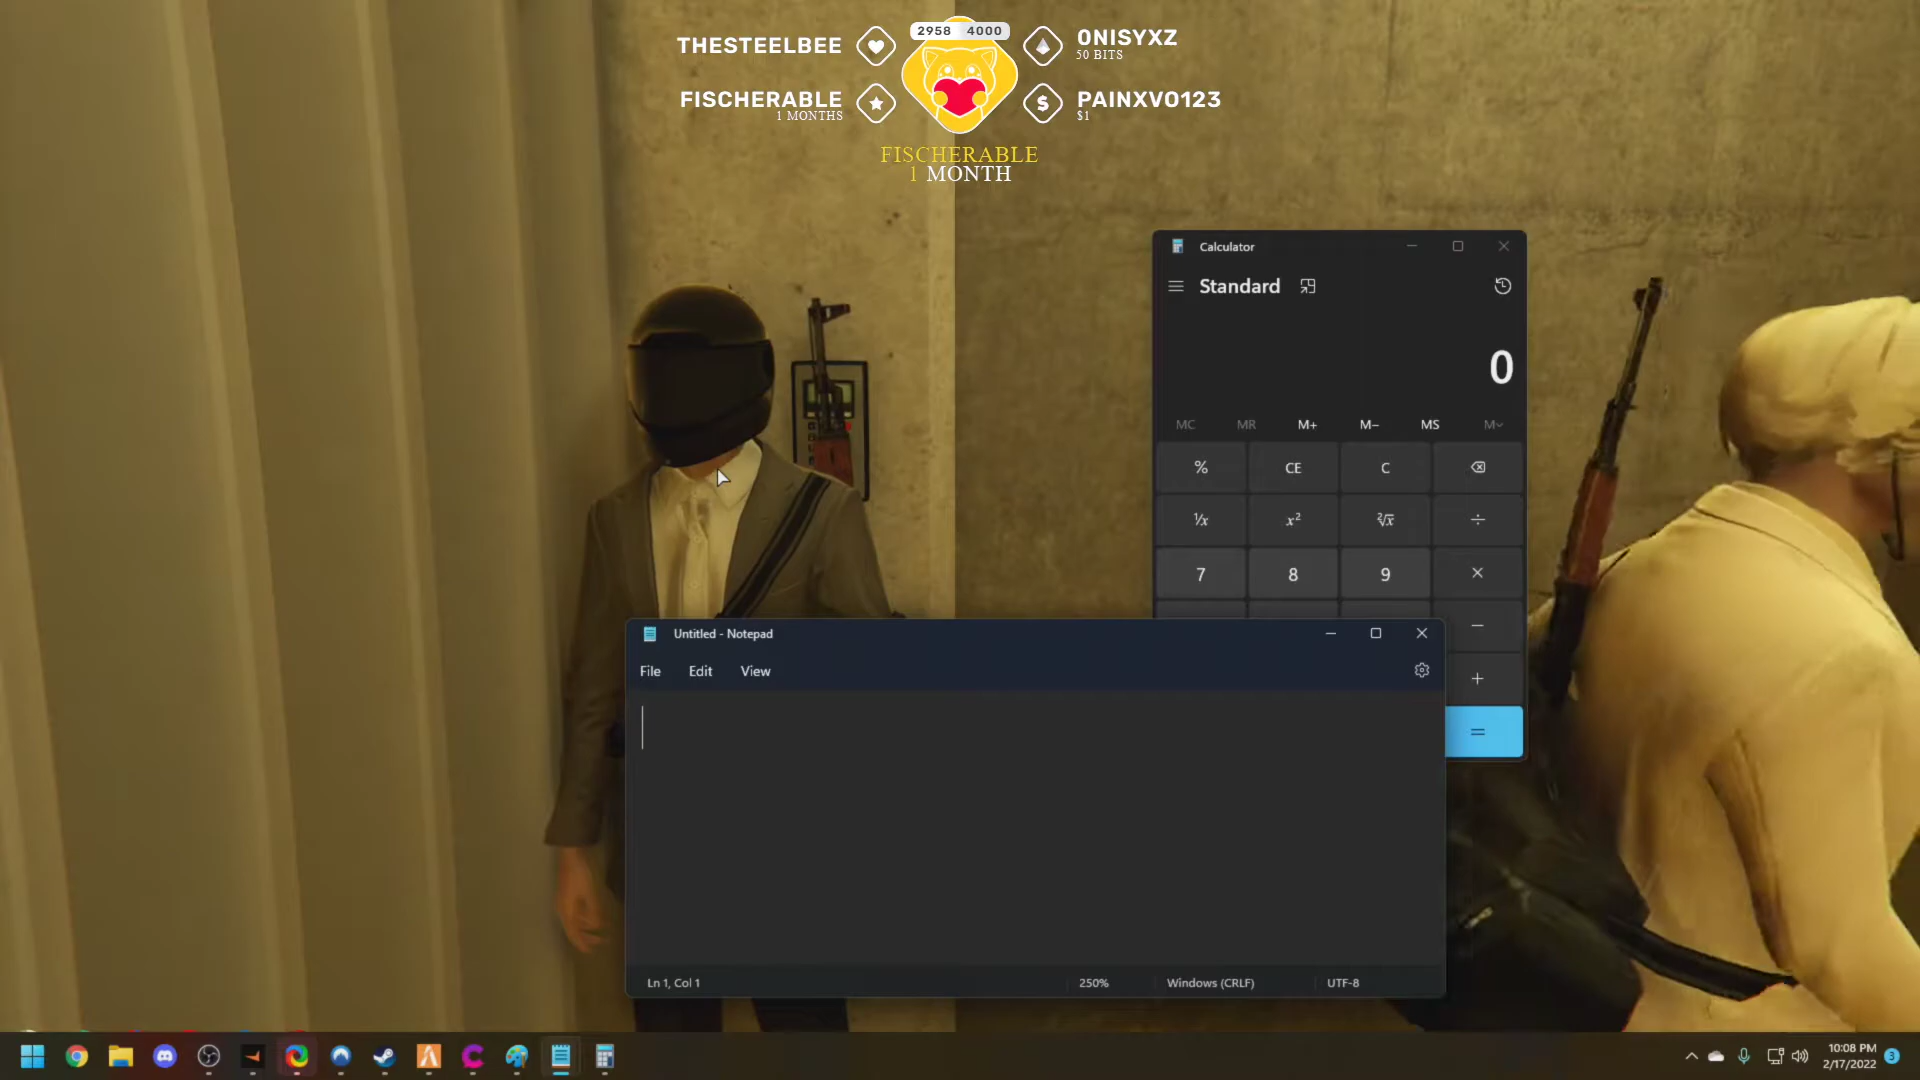 THESTEELBEE
2958 4000
0NISYXZ
50 BITS
FISCHERABLE
1 MONTHS
$
PAINXVO123
$1
FISCHERABLE
1 MONTH
Calculator
Standard
0
MC MR M+ M− MS M
% CE C
1/x x² ²√x ÷
7 8 9 ×
−
+
=
Untitled - Notepad
File Edit View
Ln 1, Col 1 250% Windows (CRLF) UTF-8
10:08 PM
2/17/2022
3